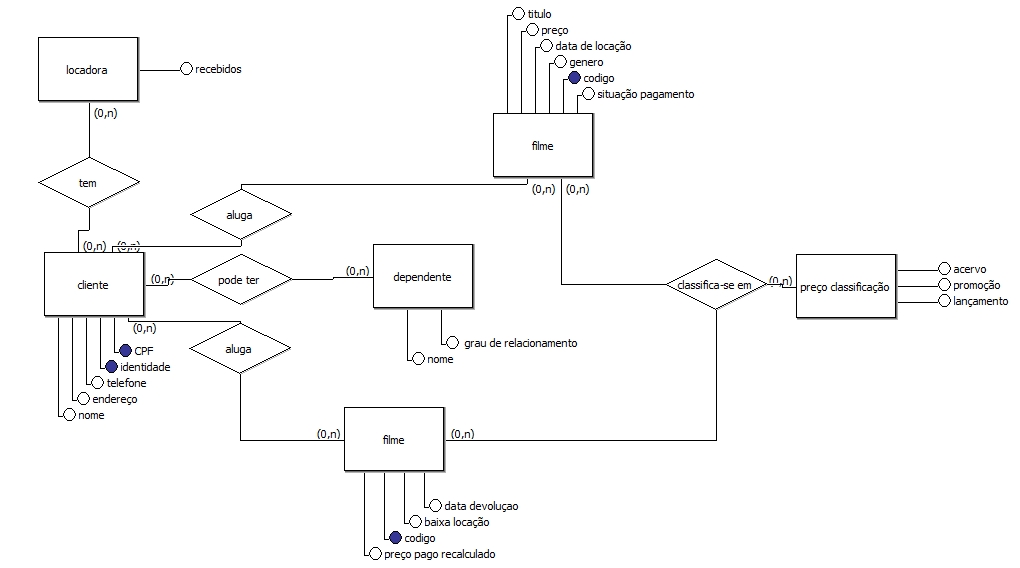 titulo
preço
data de locação
genero
codigo
situação pagamento
locadora
recebidos
(0,n)
filme
tem
(0,n)
(0,n)
aluga
(0,n)
(0,n)
cliente
(0,n)
pode ter
(0,n)
dependente
classifica-se em
(0,n)
preço classificação
acervo
promoção
lançamento
(0,n)
aluga
CPF
identidade
telefone
endereço
nome
grau de relacionamento
nome
(0,n)
filme
(0,n)
data devoluçao
baixa locação
codigo
preço pago recalculado